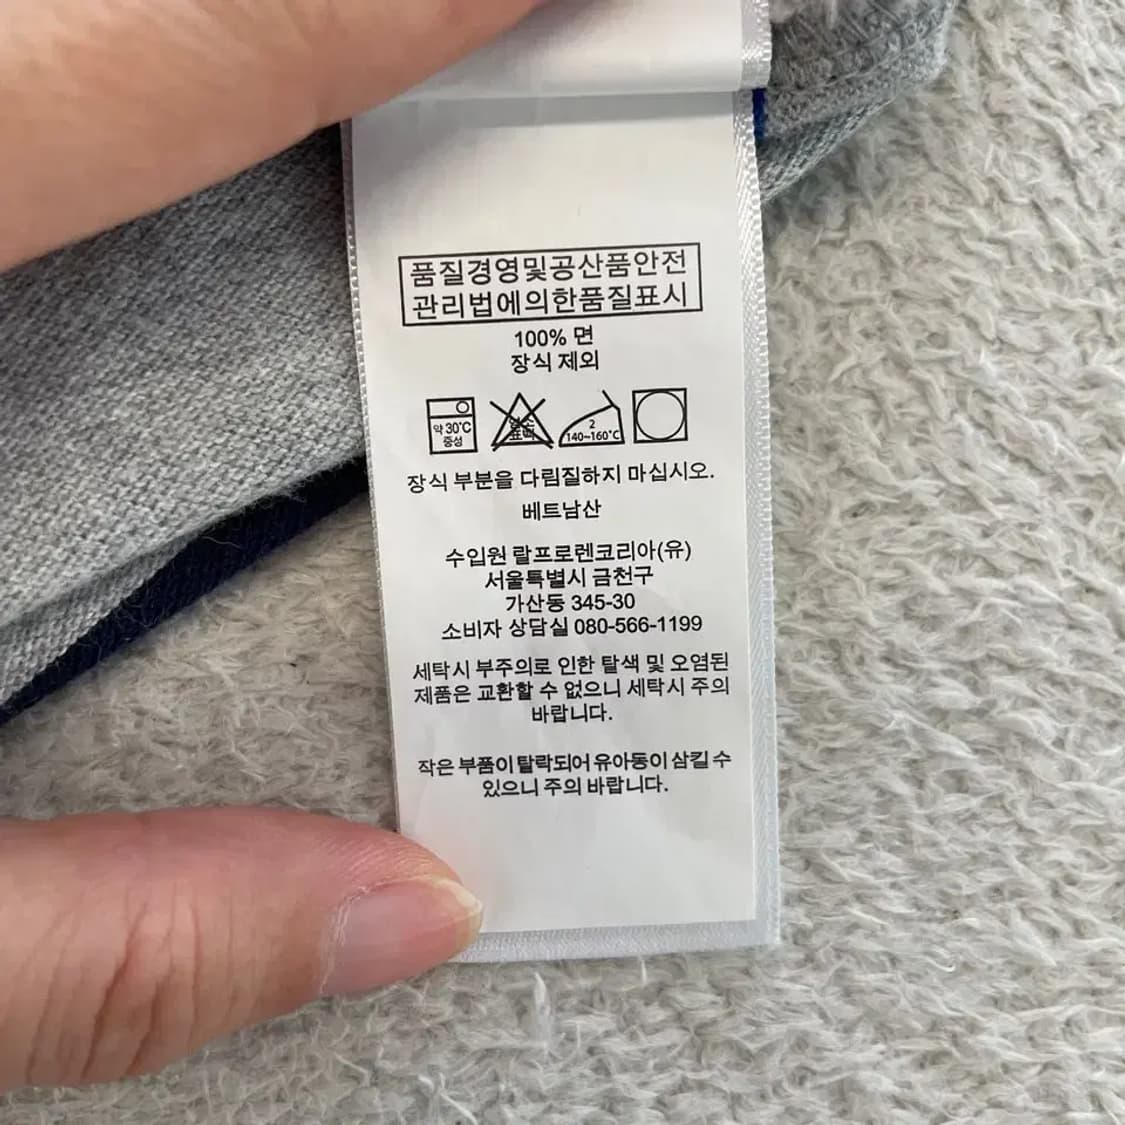 품질경영및공산품안전
관리법에의한품질표시
100% 면
장식 제외
약 30°C
중성
염소
표백
2
140~160°C
장식 부분을 다림질하지 마십시오.
베트남산
수입원 랄프로렌코리아(유)
서울특별시 금천구
가산동 345-30
소비자 상담실 080-566-1199
세탁시 부주의로 인한 탈색 및 오염된
제품은 교환할 수 없으니 세탁시 주의
바랍니다.
작은 부품이 탈락되어 유아동이 삼킬 수
있으니 주의 바랍니다.